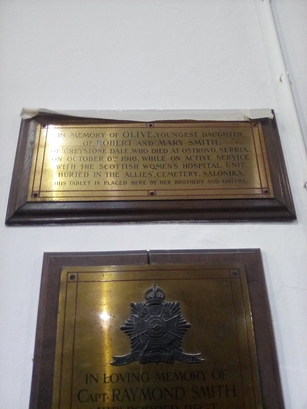 IN MEMORY OF OLIVE, YOUNGEST DAUGHTER
OF ROBERT AND MARY SMITH,
OF GREYSTONE DALE, WHO DIED AT OSTROVO, SERBIA,
ON OCTOBER 6TH 1916, WHILE ON ACTIVE SERVICE
WITH THE SCOTTISH WOMEN'S HOSPITAL UNIT.
BURIED IN THE ALLIES CEMETERY, SALONIKA.
THIS TABLET IS PLACED HERE BY HER BROTHERS AND SISTERS.
IN LOVING MEMORY OF
CAPT. RAYMOND SMITH